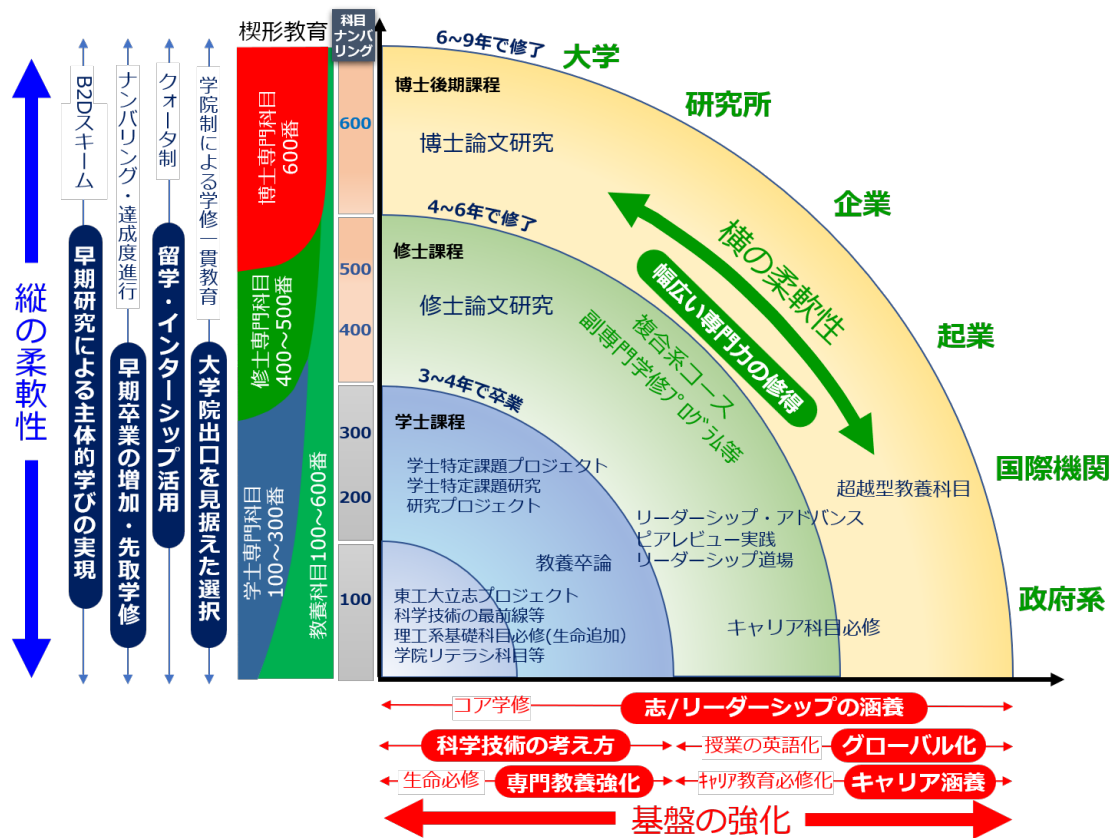 楔形教育
科目
ナンバ
リング
縦の柔軟性
B2Dスキーム
早期研究による主体的学びの実現
ナンバリング・達成度進行
早期卒業の増加・先取学修
クォータ制
留学・インターシップ活用
学院制による学修一貫教育
大学院出口を見据えた選択
博士専門科目
600番
修士専門科目
400～500番
学士専門科目
100～300番
教養科目100～600番
600
500
400
300
200
100
6~9年で修了
博士後期課程
博士論文研究
4~6年で修了
修士課程
修士論文研究
3~4年で卒業
学士課程
学士特定課題プロジェクト
学士特定課題研究
研究プロジェクト
教養卒論
東工大立志プロジェクト
科学技術の最前線等
理工系基礎科目必修(生命追加)
学院リテラシ科目等
複合系コース
副専門学修ﾌﾟﾛｸﾞﾗﾑ等
幅広い専門力の修得
横の柔軟性
超越型教養科目
リーダーシップ・アドバンス
ピアレビュー実践
リーダーシップ道場
キャリア科目必修
大学
研究所
企業
起業
国際機関
政府系
コア学修
志/リーダーシップの涵養
科学技術の考え方
授業の英語化
グローバル化
生命必修
専門教養強化
ｷｬﾘｱ教育必修化
キャリア涵養
基盤の強化